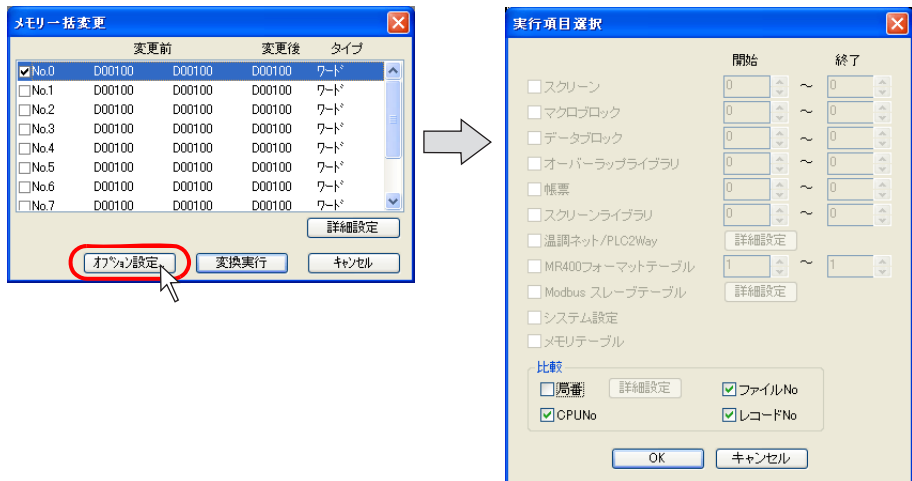 メモリ一括変更
変更前 変更後 タイプ
No.0 D00100 D00100 D00100 ワード
No.1 D00100 D00100 D00100 ワード
No.2 D00100 D00100 D00100 ワード
No.3 D00100 D00100 D00100 ワード
No.4 D00100 D00100 D00100 ワード
No.5 D00100 D00100 D00100 ワード
No.6 D00100 D00100 D00100 ワード
No.7 D00100 D00100 D00100 ワード
詳細設定
オプション設定 変換実行 キャンセル
実行項目選択
開始 終了
スクリーン 0 ～ 0
マクロブロック 0 ～ 0
データブロック 0 ～ 0
オーバーラップライブラリ 0 ～ 0
帳票 0 ～ 0
スクリーンライブラリ 0 ～ 0
温調ネット/PLC2Way 詳細設定
MR400フォーマットテーブル 1 ～ 1
Modbus スレーブテーブル 詳細設定
システム設定
メモリテーブル
比較
局番 詳細設定 ファイルNo
CPUNo レコードNo
OK キャンセル